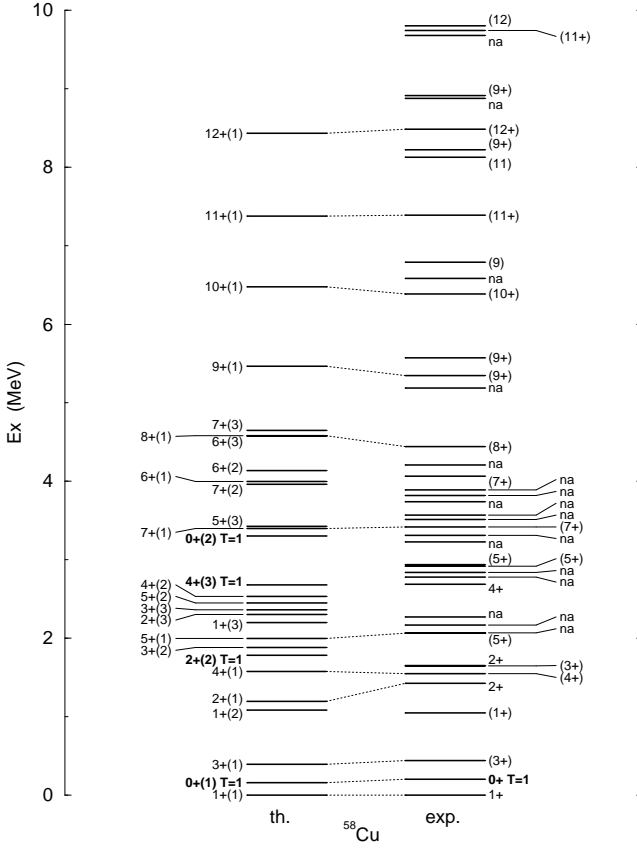 Ex (MeV)
10
8
6
4
2
0
12+(1)
11+(1)
10+(1)
9+(1)
7+(3)
8+(1)
6+(3)
6+(2)
6+(1)
7+(2)
5+(3)
7+(1)
0+(2) T=1
4+(3) T=1
4+(2)
5+(2)
3+(3)
2+(3)
1+(3)
5+(1)
3+(2)
2+(2) T=1
4+(1)
2+(1)
1+(2)
3+(1)
0+(1) T=1
1+(1)
(12)
(11+)
na
(9+)
na
(12+)
(9+)
(11)
(11+)
(9)
na
(10+)
(9+)
(9+)
na
(8+)
na
(7+)
na
na
na
na
na
(7+)
na
na
(5+)
(5+)
na
na
4+
na
na
na
(5+)
2+
(3+)
(4+)
2+
(1+)
(3+)
0+ T=1
1+
th.
exp.
58Cu